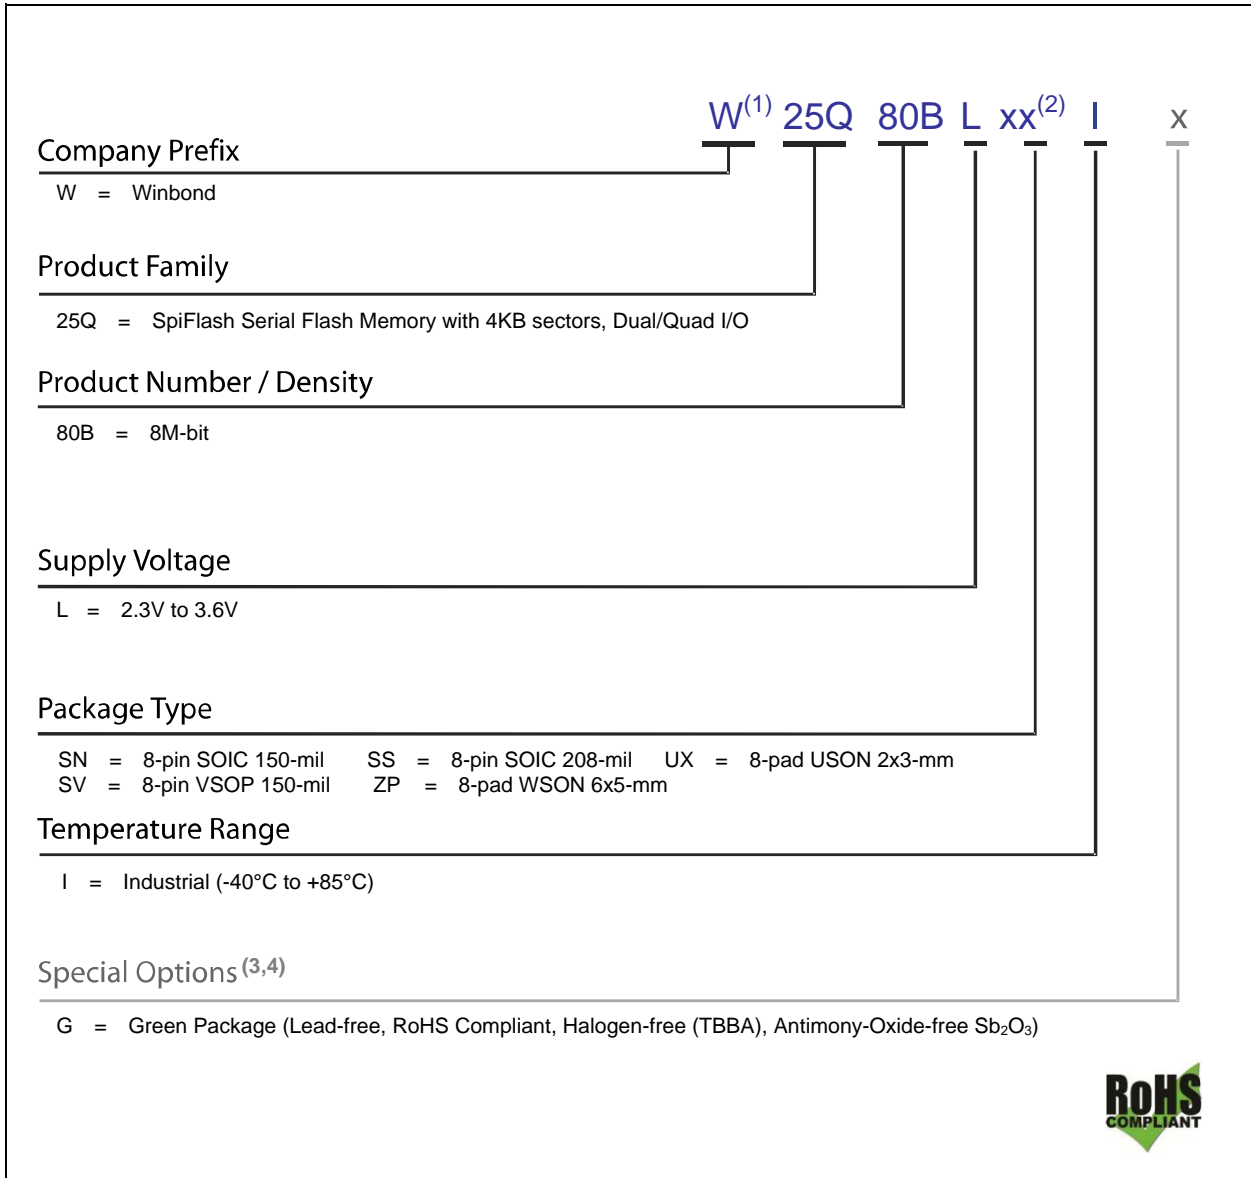 W(1) 25Q 80B L xx(2) I x
Company Prefix
W = Winbond
Product Family
25Q = SpiFlash Serial Flash Memory with 4KB sectors, Dual/Quad I/O
Product Number / Density
80B = 8M-bit
Supply Voltage
L = 2.3V to 3.6V
Package Type
SN = 8-pin SOIC 150-mil SS = 8-pin SOIC 208-mil UX = 8-pad USON 2x3-mm
SV = 8-pin VSOP 150-mil ZP = 8-pad WSON 6x5-mm
Temperature Range
I = Industrial (-40°C to +85°C)
Special Options (3,4)
G = Green Package (Lead-free, RoHS Compliant, Halogen-free (TBBA), Antimony-Oxide-free Sb₂O₃)
RoHS
COMPLIANT